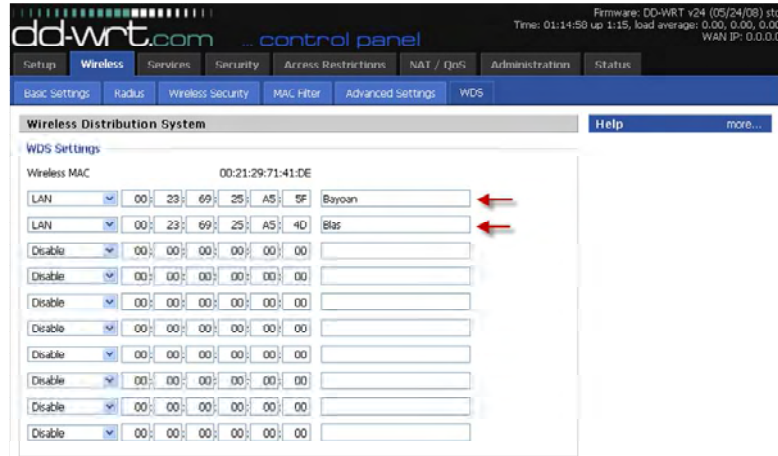 Firmware: DD-WRT v24 (05/24/08) std
Time: 01:14:50 up 1:15, load average: 0.00, 0.00, 0.00
WAN IP: 0.0.0.0
dd-wrt.com ... control panel
Setup Wireless Services Security Access Restrictions NAT / QoS Administration Status
Basic Settings Radius Wireless Security MAC Filter Advanced Settings WDS
Wireless Distribution System Help more...
WDS Settings
Wireless MAC 00:21:29:71:41:DE
LAN 00: 23: 69: 25: A5: 5F Bayoan
LAN 00: 23: 69: 25: A5: 4D Blas
Disable 00: 00: 00: 00: 00: 00
Disable 00: 00: 00: 00: 00: 00
Disable 00: 00: 00: 00: 00: 00
Disable 00: 00: 00: 00: 00: 00
Disable 00: 00: 00: 00: 00: 00
Disable 00: 00: 00: 00: 00: 00
Disable 00: 00: 00: 00: 00: 00
Disable 00: 00: 00: 00: 00: 00